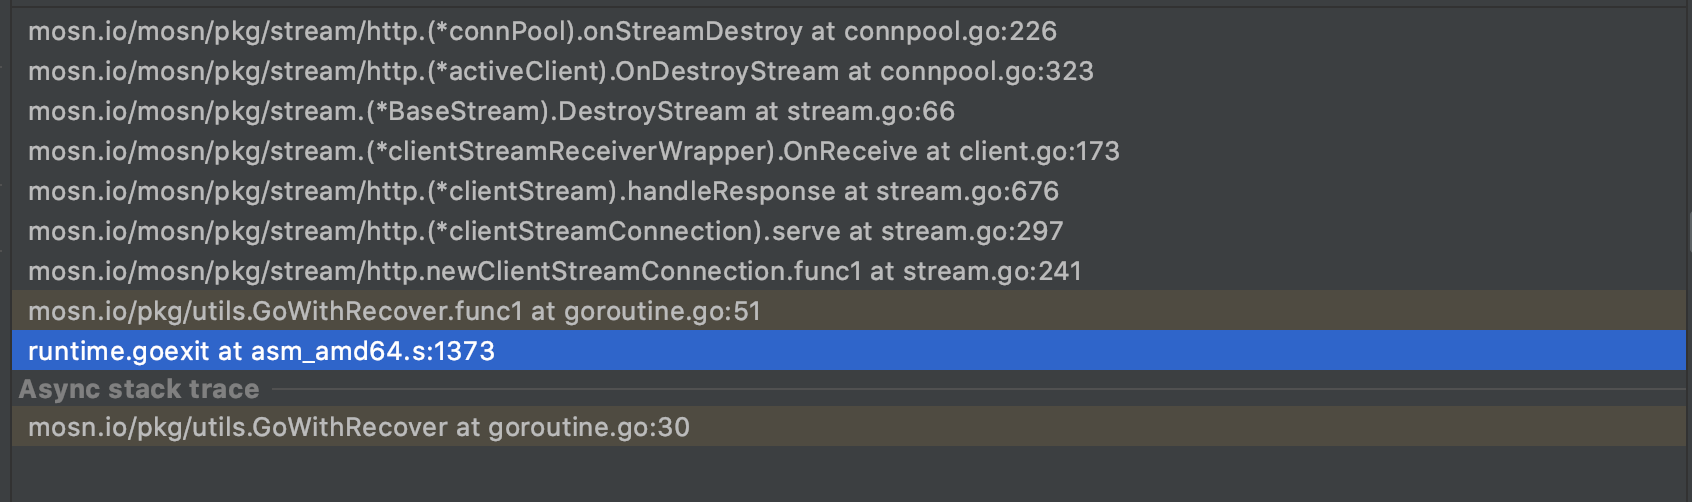 mosn.io/mosn/pkg/stream/http.(*connPool).onStreamDestroy at connpool.go:226
mosn.io/mosn/pkg/stream/http.(*activeClient).OnDestroyStream at connpool.go:323
mosn.io/mosn/pkg/stream.(*BaseStream).DestroyStream at stream.go:66
mosn.io/mosn/pkg/stream.(*clientStreamReceiverWrapper).OnReceive at client.go:173
mosn.io/mosn/pkg/stream/http.(*clientStream).handleResponse at stream.go:676
mosn.io/mosn/pkg/stream/http.(*clientStreamConnection).serve at stream.go:297
mosn.io/mosn/pkg/stream/http.newClientStreamConnection.func1 at stream.go:241
mosn.io/pkg/utils.GoWithRecover.func1 at goroutine.go:51
runtime.goexit at asm_amd64.s:1373
Async stack trace
mosn.io/pkg/utils.GoWithRecover at goroutine.go:30